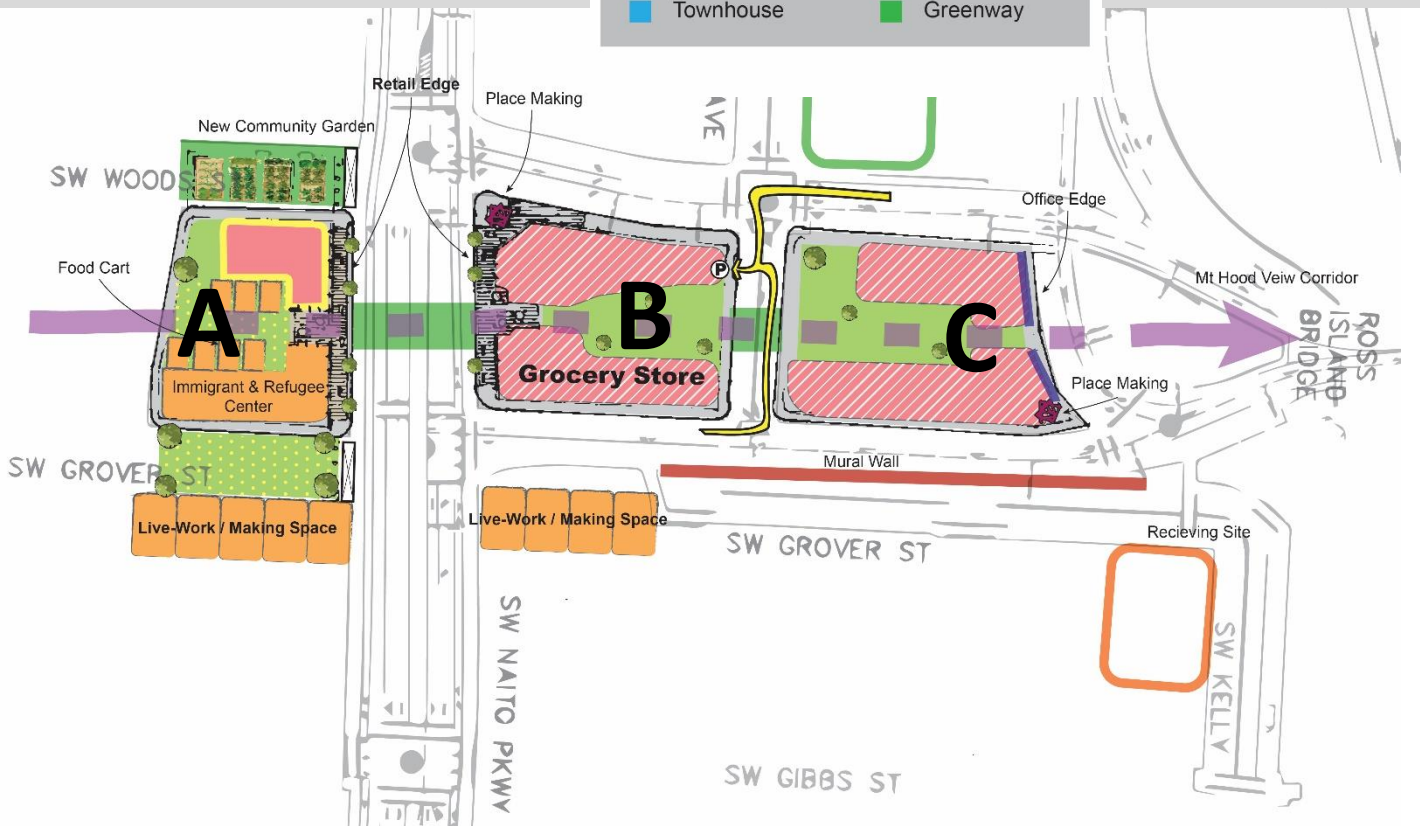 Townhouse
Greenway
Retail Edge
Place Making
AVE
New Community Garden
SW WOODS S
Office Edge
Food Cart
Mt Hood Veiw Corridor
P
A
B
C
ROSS
ISLAND
BRIDGE
Grocery Store
Immigrant & Refugee
Center
Place Making
SW GROVER ST
Mural Wall
Live-Work / Making Space
Live-Work / Making Space
SW GROVER ST
Recieving Site
SW NAITO PKWY
SW KELLY
SW GIBBS ST